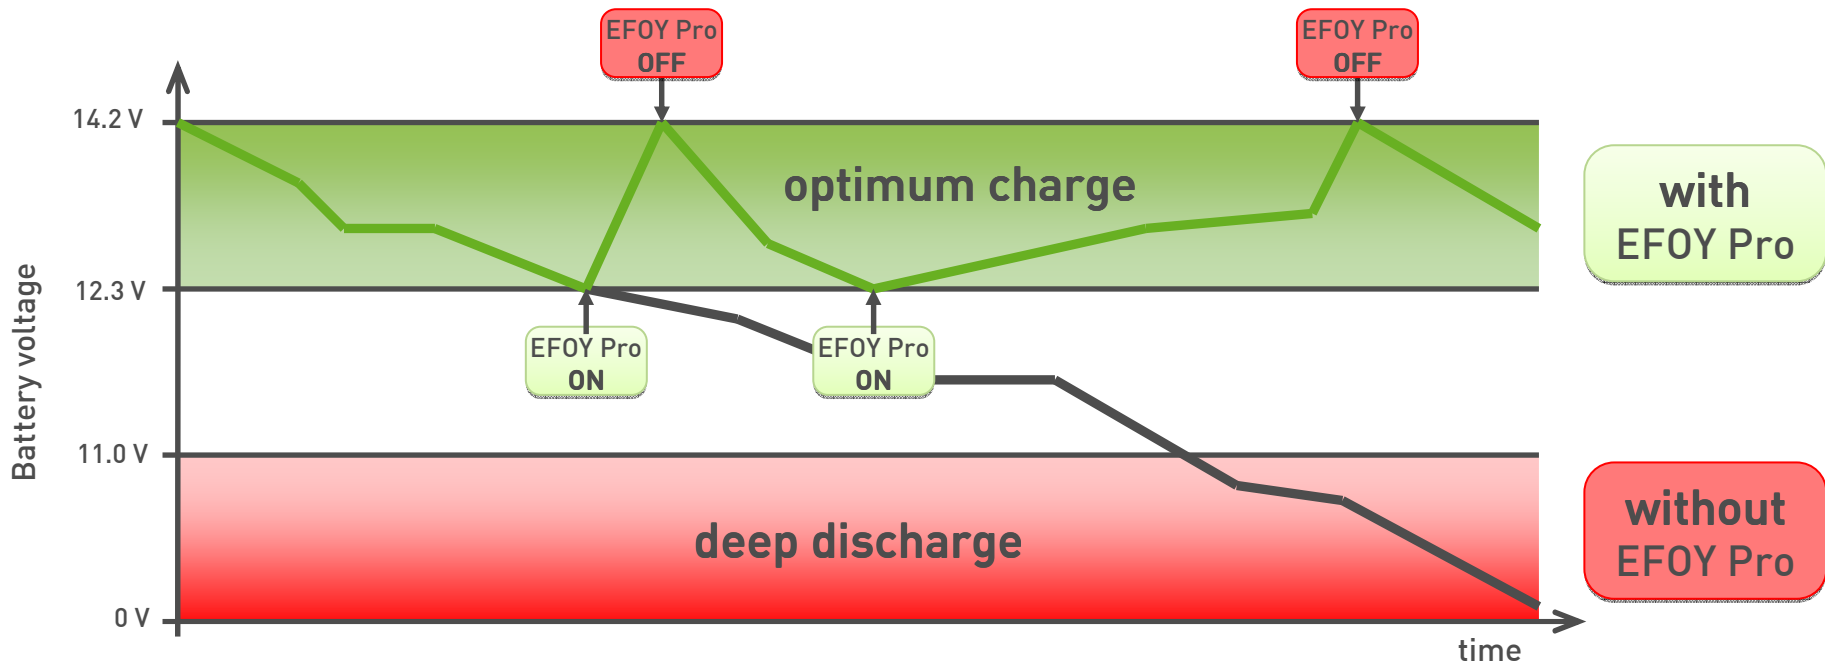 EFOY Pro
OFF
EFOY Pro
OFF
14.2 V
optimum charge
with
EFOY Pro
12.3 V
Battery voltage
EFOY Pro
ON
EFOY Pro
ON
11.0 V
deep discharge
without
EFOY Pro
0 V
time